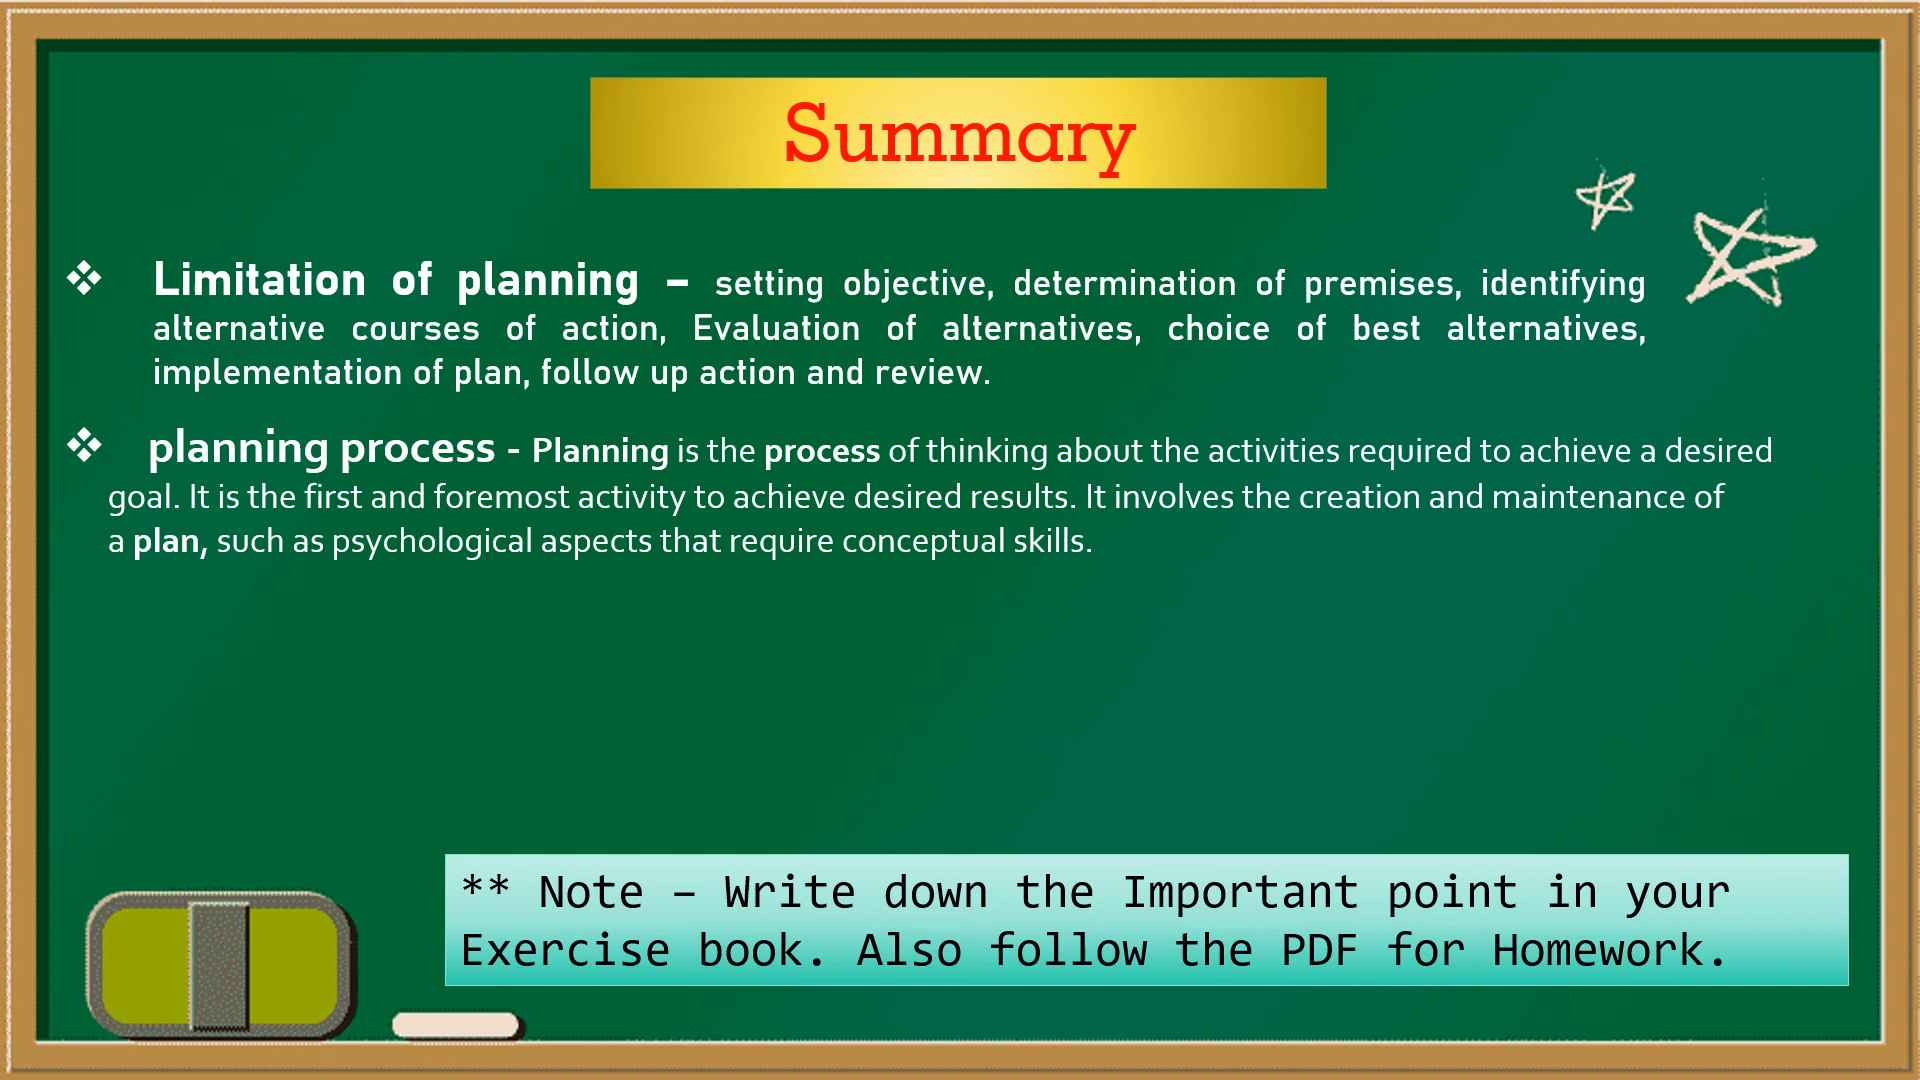 Summary
❖ Limitation of planning – setting objective, determination of premises, identifying
alternative courses of action, Evaluation of alternatives, choice of best alternatives,
implementation of plan, follow up action and review.
❖ planning process - Planning is the process of thinking about the activities required to achieve a desired
goal. It is the first and foremost activity to achieve desired results. It involves the creation and maintenance of
a plan, such as psychological aspects that require conceptual skills.
** Note – Write down the Important point in your
Exercise book. Also follow the PDF for Homework.